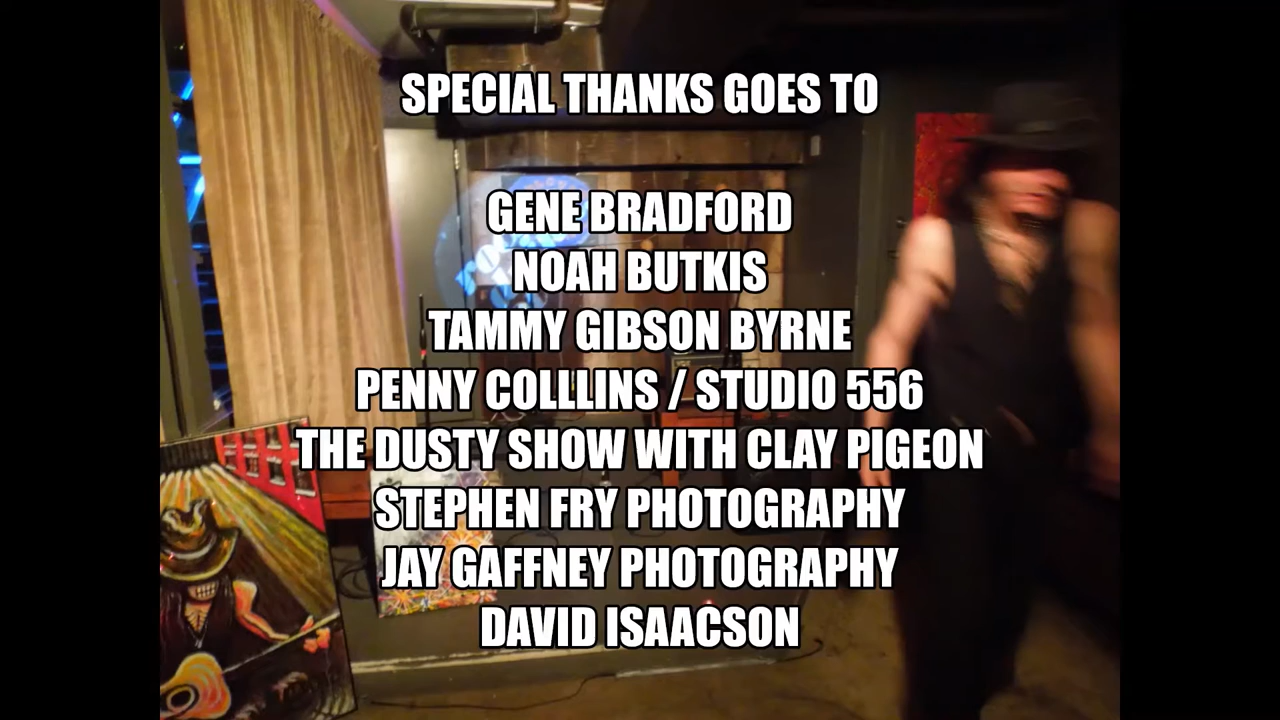 SPECIAL THANKS GOES TO
GENE BRADFORD
NOAH BUTKIS
TAMMY GIBSON BYRNE
PENNY COLLLINS / STUDIO 556
THE DUSTY SHOW WITH CLAY PIGEON
STEPHEN FRY PHOTOGRAPHY
JAY GAFFNEY PHOTOGRAPHY
DAVID ISAACSON